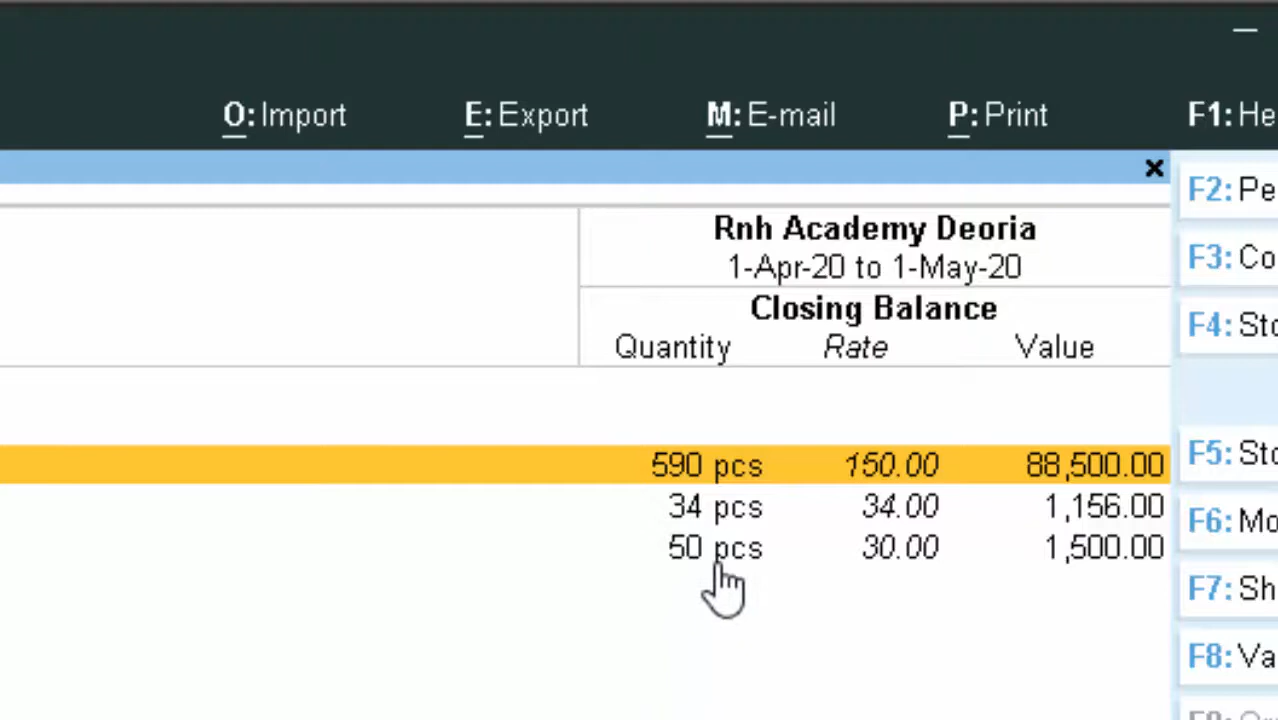 O: Import E: Export M: E-mail P: Print F1: He
F2: Pe
Rnh Academy Deoria
1-Apr-20 to 1-May-20
F3: Co
Closing Balance
F4: Sto
Quantity Rate Value
590 pcs 150.00 88,500.00
F5: Sto
34 pcs 34.00 1,156.00
F6: Mo
50 pcs 30.00 1,500.00
F7: Sh
F8: Va